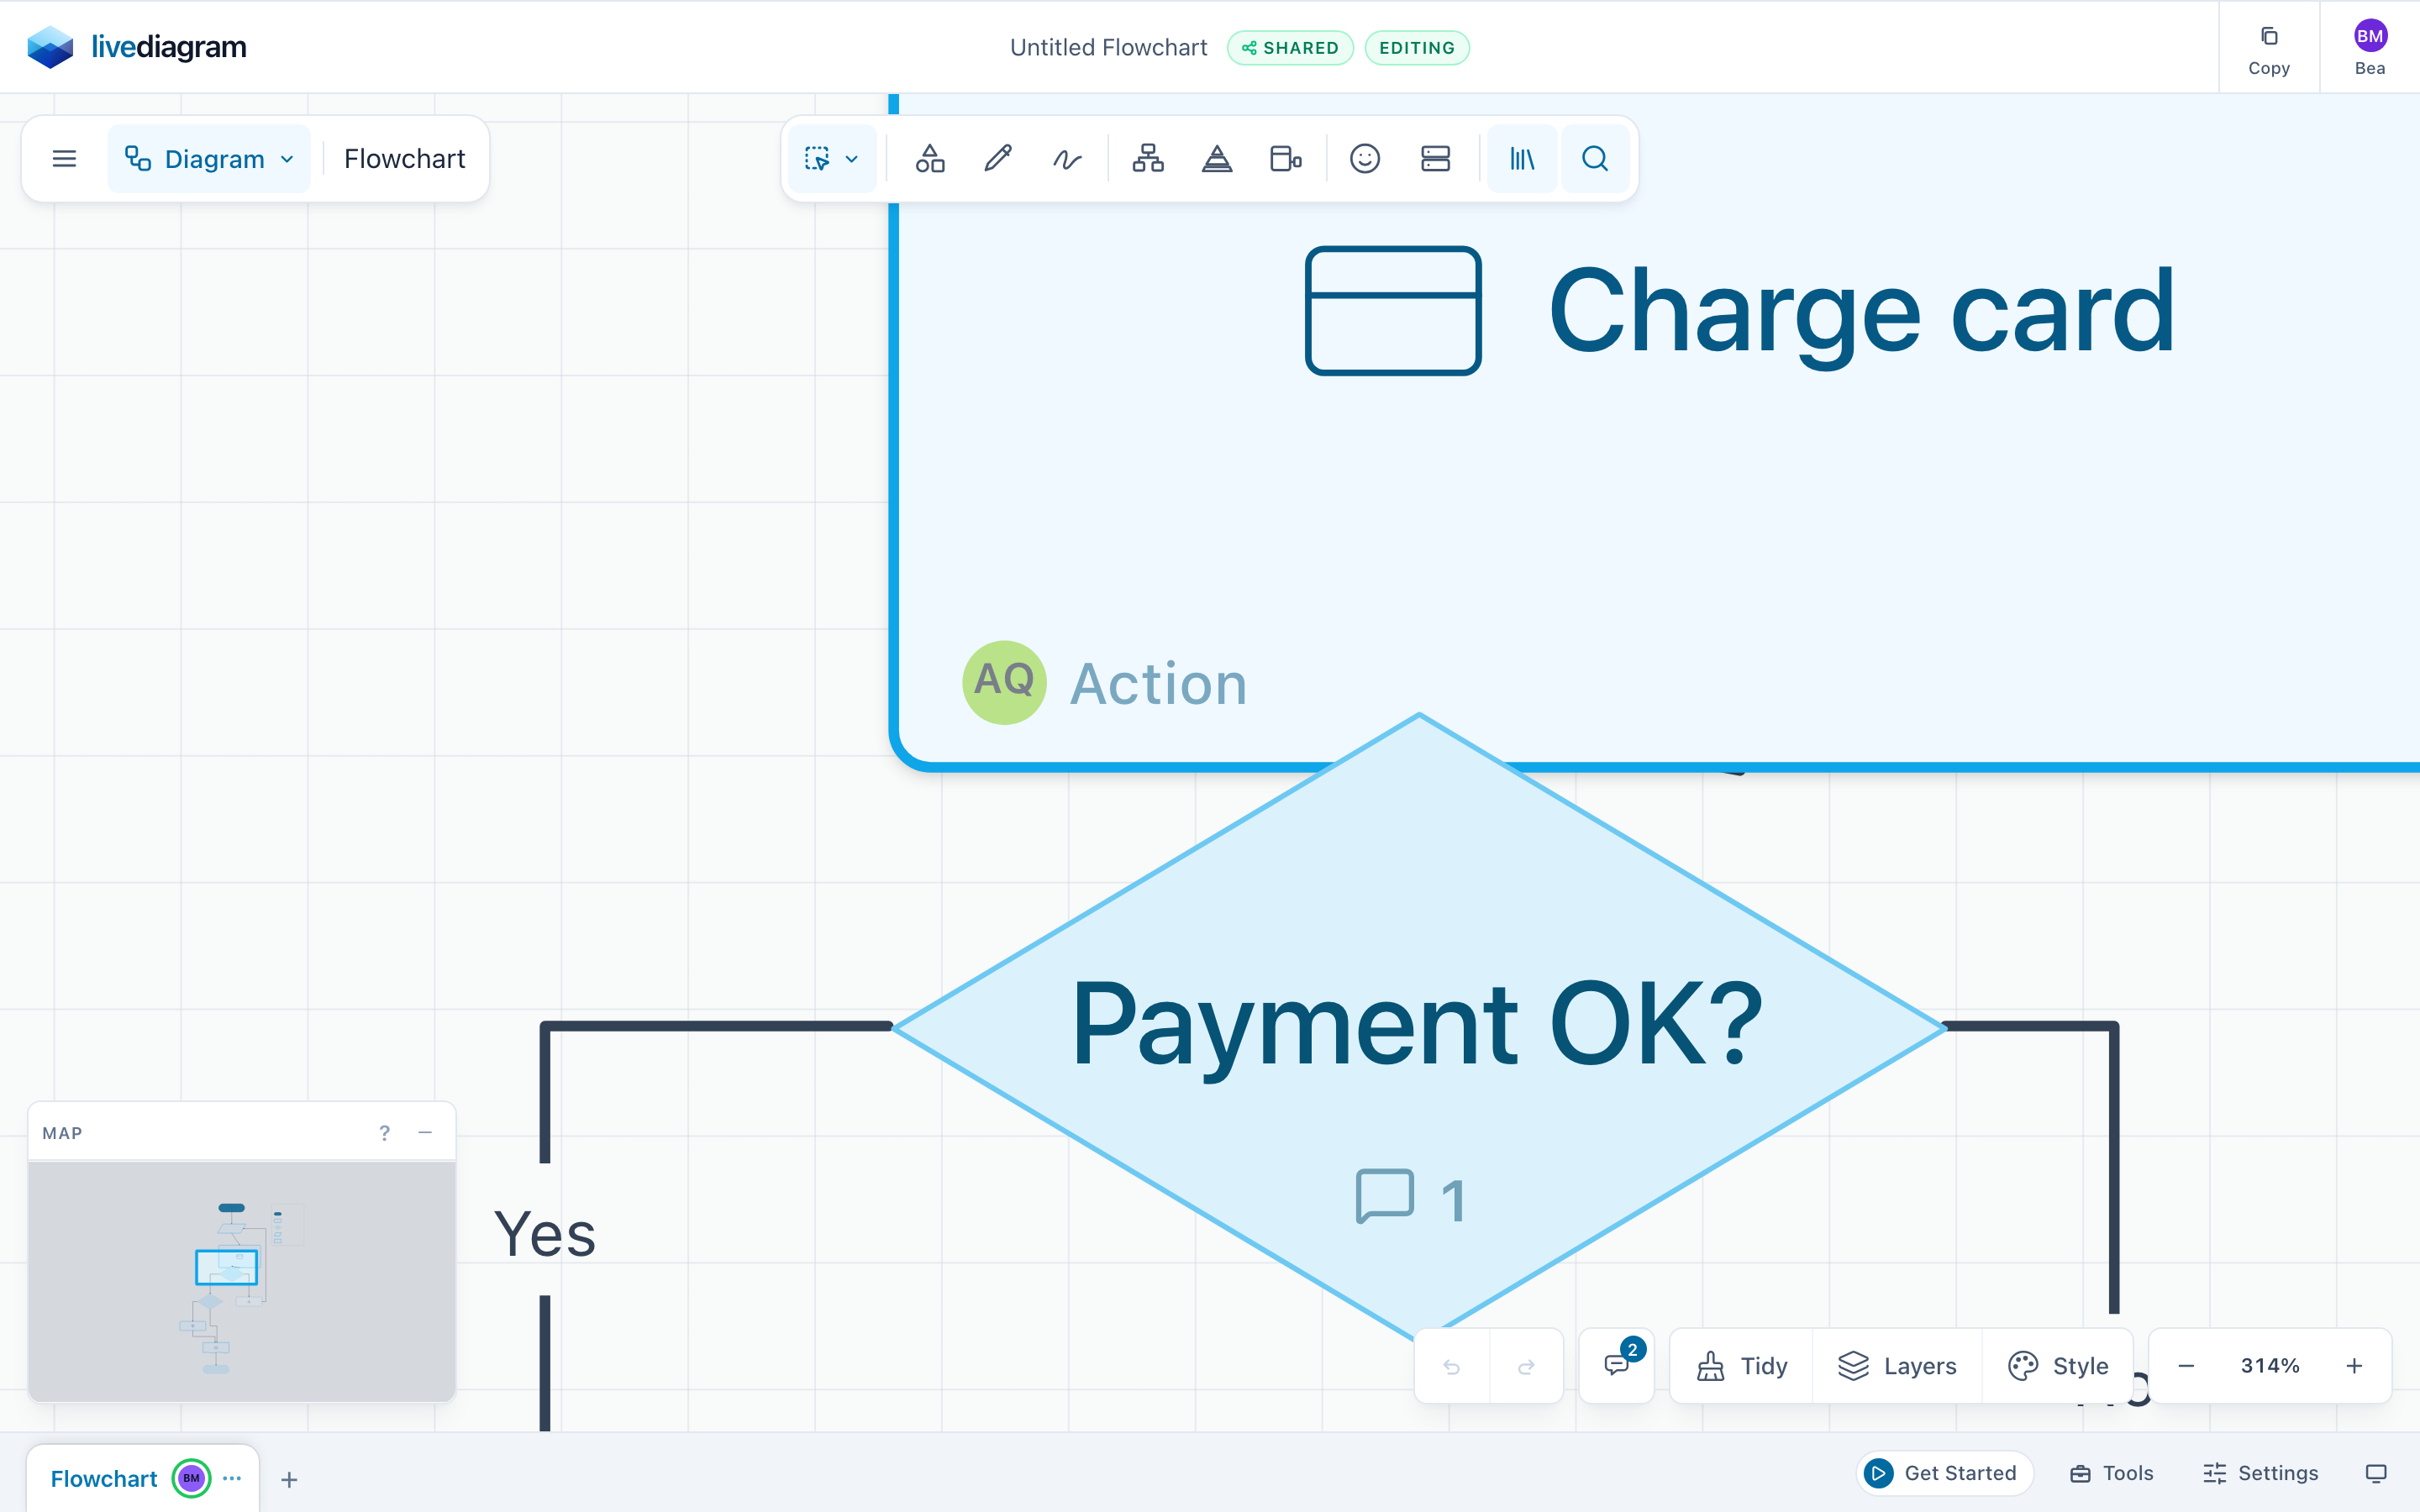 livediagram
Untitled Flowchart
SHARED
EDITING
Copy
BM
Bea
Diagram
Flowchart
Charge card
AQ
Action
Payment OK?
1
Yes
MAP
?
2
Tidy
Layers
Style
314%
Flowchart
BM
Get Started
Tools
Settings